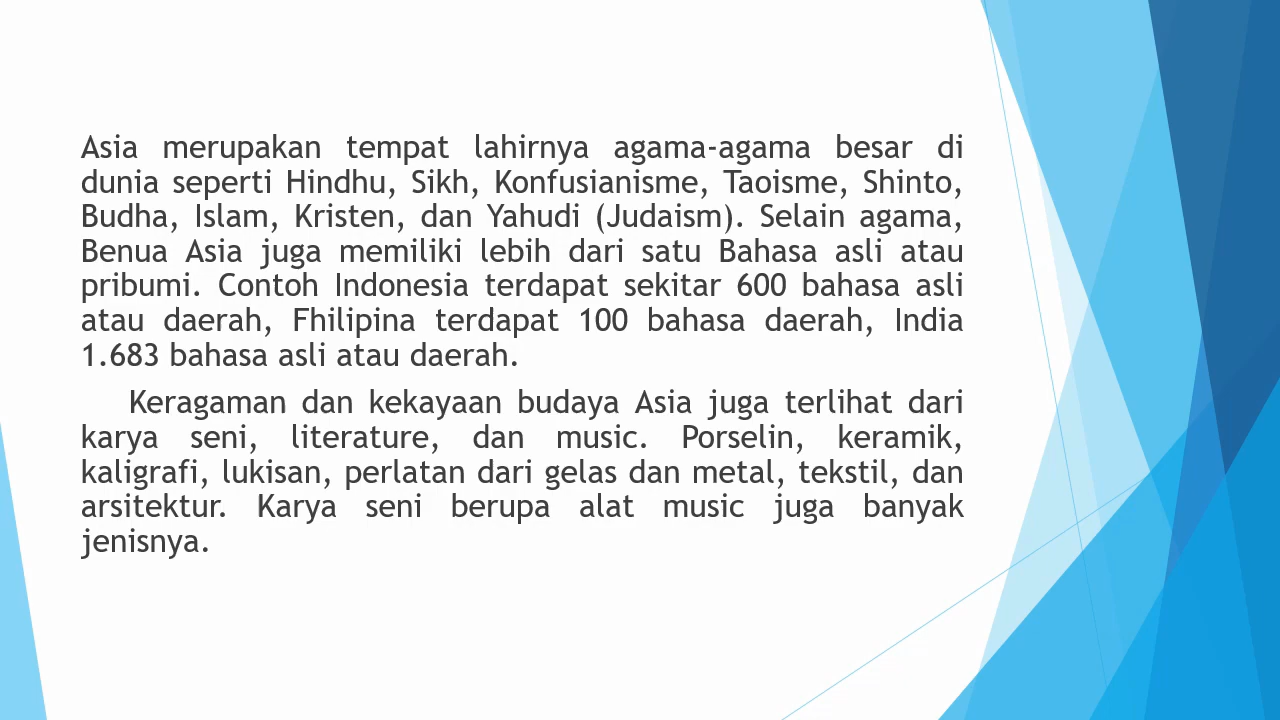 Asia merupakan tempat lahirnya agama-agama besar di
dunia seperti Hindhu, Sikh, Konfusianisme, Taoisme, Shinto,
Budha, Islam, Kristen, dan Yahudi (Judaism). Selain agama,
Benua Asia juga memiliki lebih dari satu Bahasa asli atau
pribumi. Contoh Indonesia terdapat sekitar 600 bahasa asli
atau daerah, Fhilipina terdapat 100 bahasa daerah, India
1.683 bahasa asli atau daerah.
Keragaman dan kekayaan budaya Asia juga terlihat dari
karya seni, literature, dan music. Porselin, keramik,
kaligrafi, lukisan, perlatan dari gelas dan metal, tekstil, dan
arsitektur. Karya seni berupa alat music juga banyak
jenisnya.